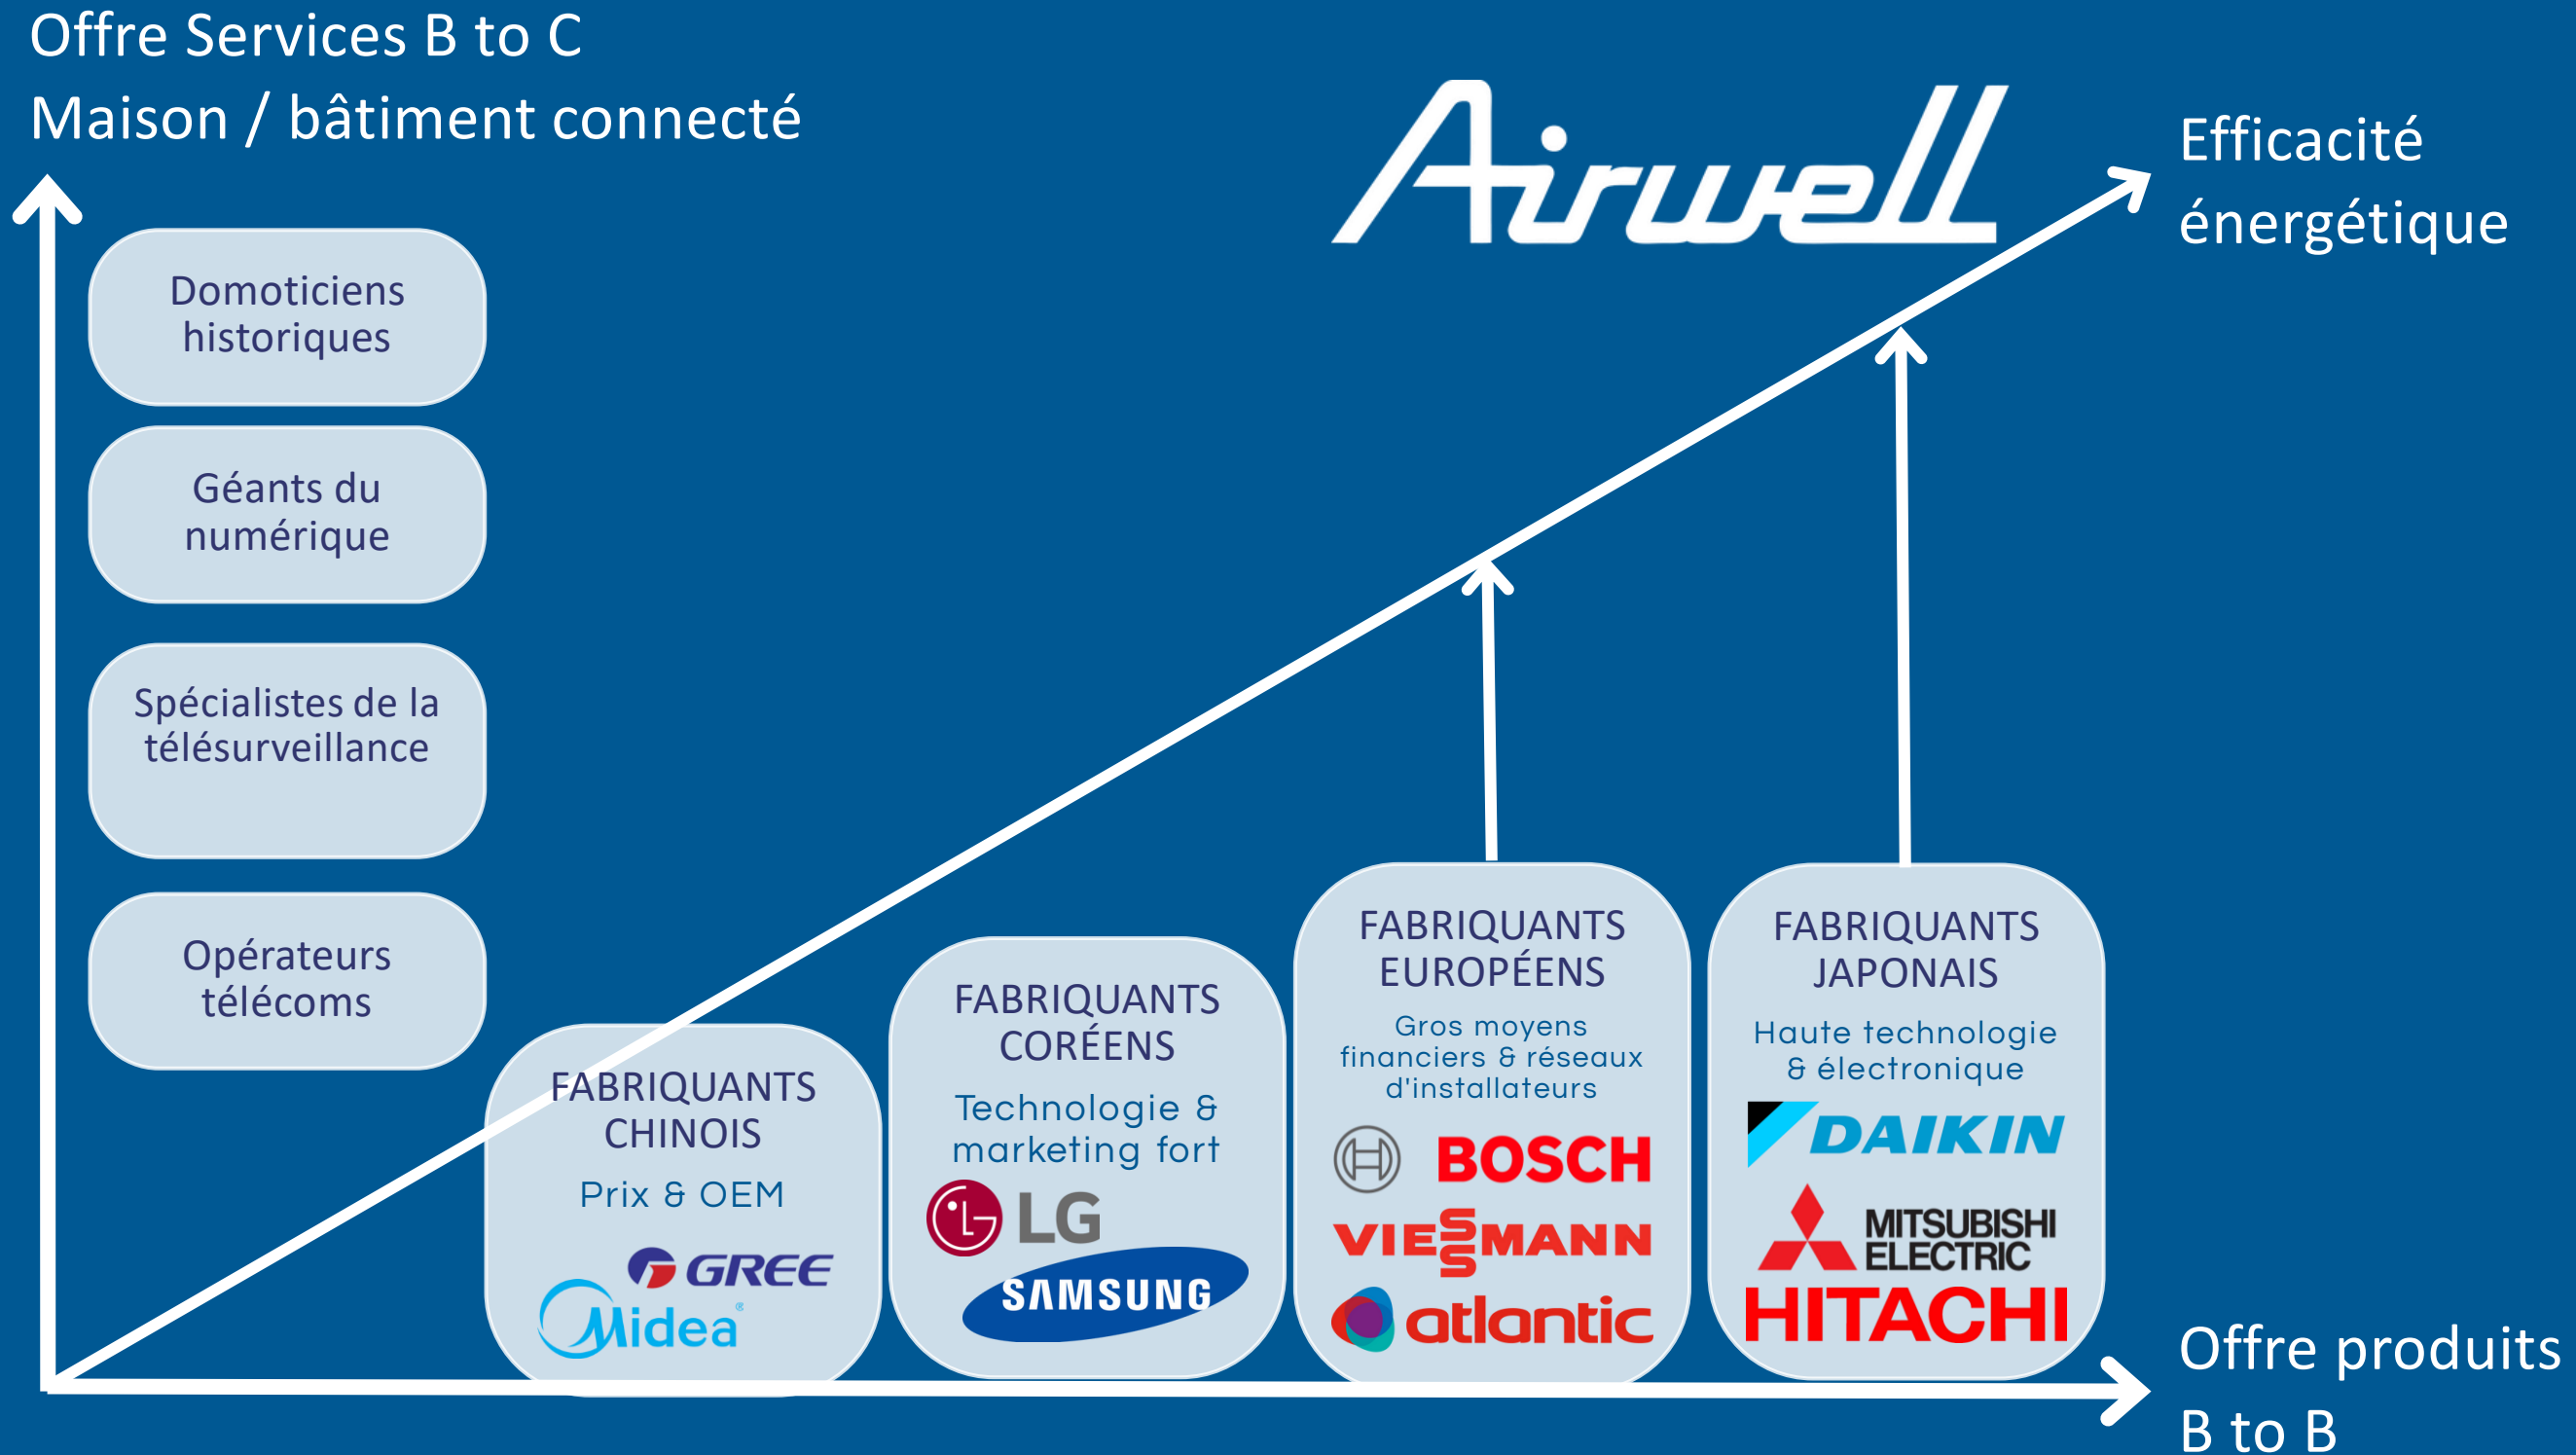 Offre Services B to C
Maison / bâtiment connecté
Airwell
Efficacité
énergétique
Domoticiens
historiques
Géants du
numérique
Spécialistes de la
télésurveillance
Opérateurs
télécoms
FABRIQUANTS
CHINOIS
Prix & OEM
GREE
Midea
FABRIQUANTS
CORÉENS
Technologie &
marketing fort
LG
SAMSUNG
FABRIQUANTS
EUROPÉENS
Gros moyens
financiers & réseaux
d'installateurs
BOSCH
VIESSMANN
atlantic
FABRIQUANTS
JAPONAIS
Haute technologie
& électronique
DAIKIN
MITSUBISHI
ELECTRIC
HITACHI
Offre produits
B to B